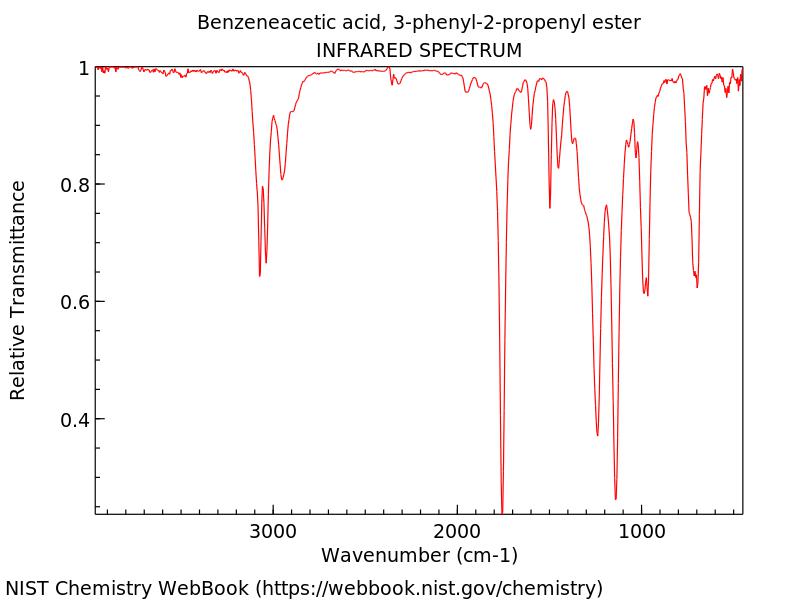 Benzeneacetic acid, 3-phenyl-2-propenyl ester
INFRARED SPECTRUM
1
0.8
0.6
0.4
Relative Transmittance
3000 2000 1000
Wavenumber (cm-1)
NIST Chemistry WebBook (https://webbook.nist.gov/chemistry)